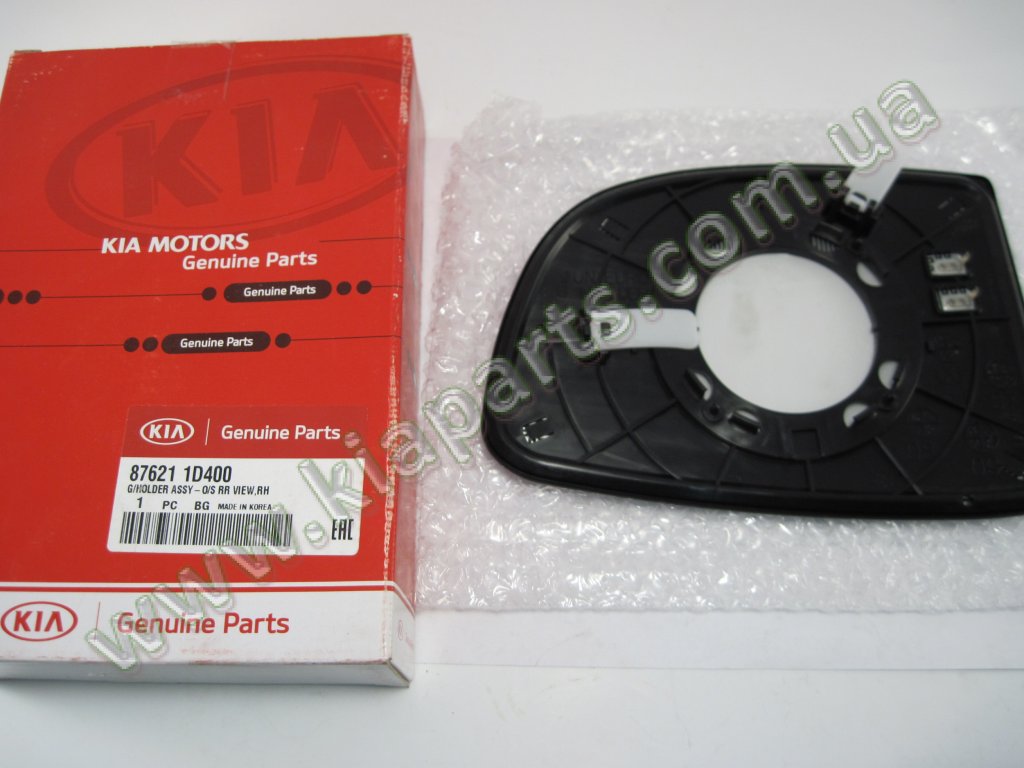 KIA
KIA MOTORS
Genuine Parts
Genuine Parts
Genuine Parts
KIA Genuine Parts
87621 1D400
G/HOLDER ASSY-O/S RR VIEW,RH
1 PC BG MADE IN KOREA
EAC
KIA Genuine Parts
www.kiaparts.com.ua